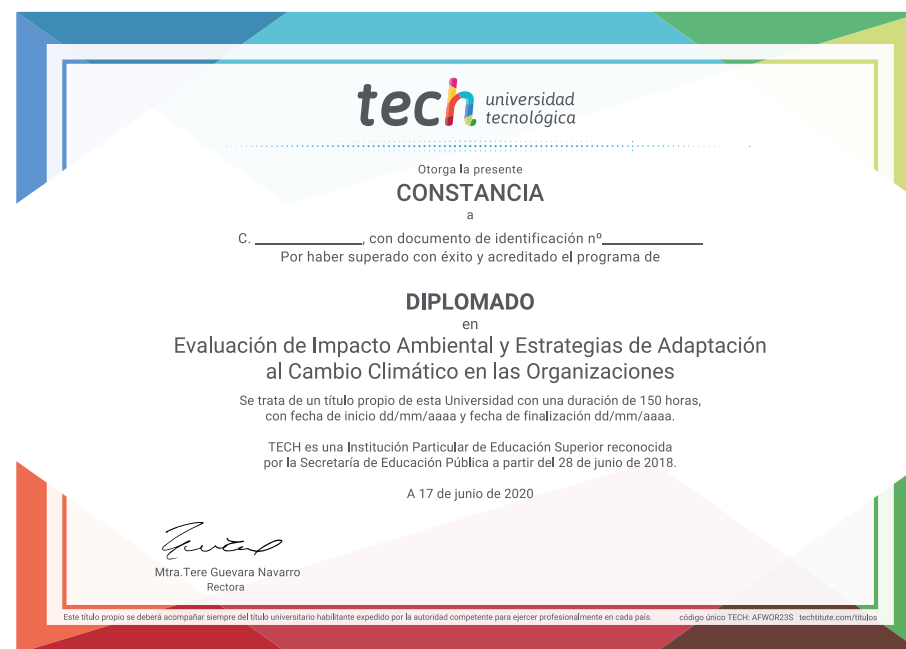 tech universidad
tecnológica
Otorga la presente
CONSTANCIA
a
C. ______________, con documento de identificación nº_____________
Por haber superado con éxito y acreditado el programa de
DIPLOMADO
en
Evaluación de Impacto Ambiental y Estrategias de Adaptación
al Cambio Climático en las Organizaciones
Se trata de un título propio de esta Universidad con una duración de 150 horas,
con fecha de inicio dd/mm/aaaa y fecha de finalización dd/mm/aaaa.
TECH es una Institución Particular de Educación Superior reconocida
por la Secretaría de Educación Pública a partir del 28 de junio de 2018.
A 17 de junio de 2020
Mtra.Tere Guevara Navarro
Rectora
Este título propio se deberá acompañar siempre del título universitario habilitante expedido por la autoridad competente para ejercer profesionalmente en cada país. código único TECH: AFWOR23S techtitute.com/titulos